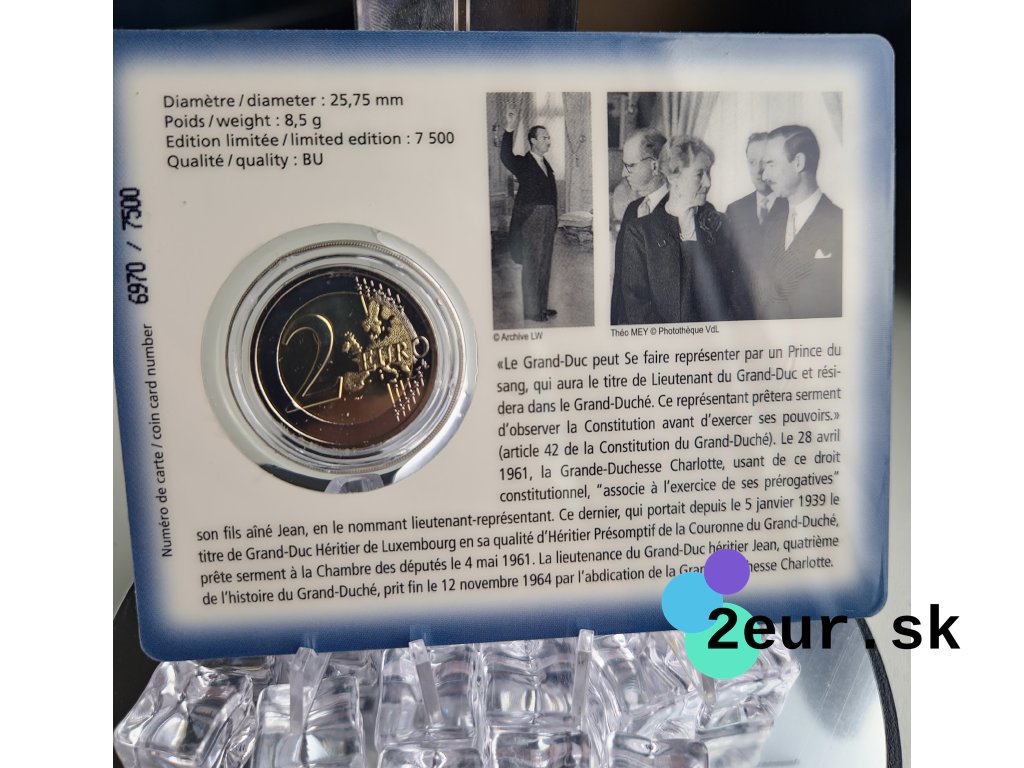 Diamètre / diameter : 25,75 mm
Poids / weight : 8,5 g
Edition limitée / limited edition : 7 500
Qualité / quality : BU
6970 / 7500
Numéro de carte / coin card number
2 EURO
© Archive LW
Théo MEY © Photothèque VdL
«Le Grand-Duc peut Se faire représenter par un Prince du
sang, qui aura le titre de Lieutenant du Grand-Duc et rési-
dera dans le Grand-Duché. Ce représentant prêtera serment
d'observer la Constitution avant d'exercer ses pouvoirs.»
(article 42 de la Constitution du Grand-Duché). Le 28 avril
1961, la Grande-Duchesse Charlotte, usant de ce droit
constitutionnel, "associe à l'exercice de ses prérogatives"
son fils aîné Jean, en le nommant lieutenant-représentant. Ce dernier, qui portait depuis le 5 janvier 1939 le
titre de Grand-Duc Héritier de Luxembourg en sa qualité d'Héritier Présomptif de la Couronne du Grand-Duché,
prête serment à la Chambre des députés le 4 mai 1961. La lieutenance du Grand-Duc héritier Jean, quatrième
de l'histoire du Grand-Duché, prit fin le 12 novembre 1964 par l'abdication de la Charlotte.
2eur.sk